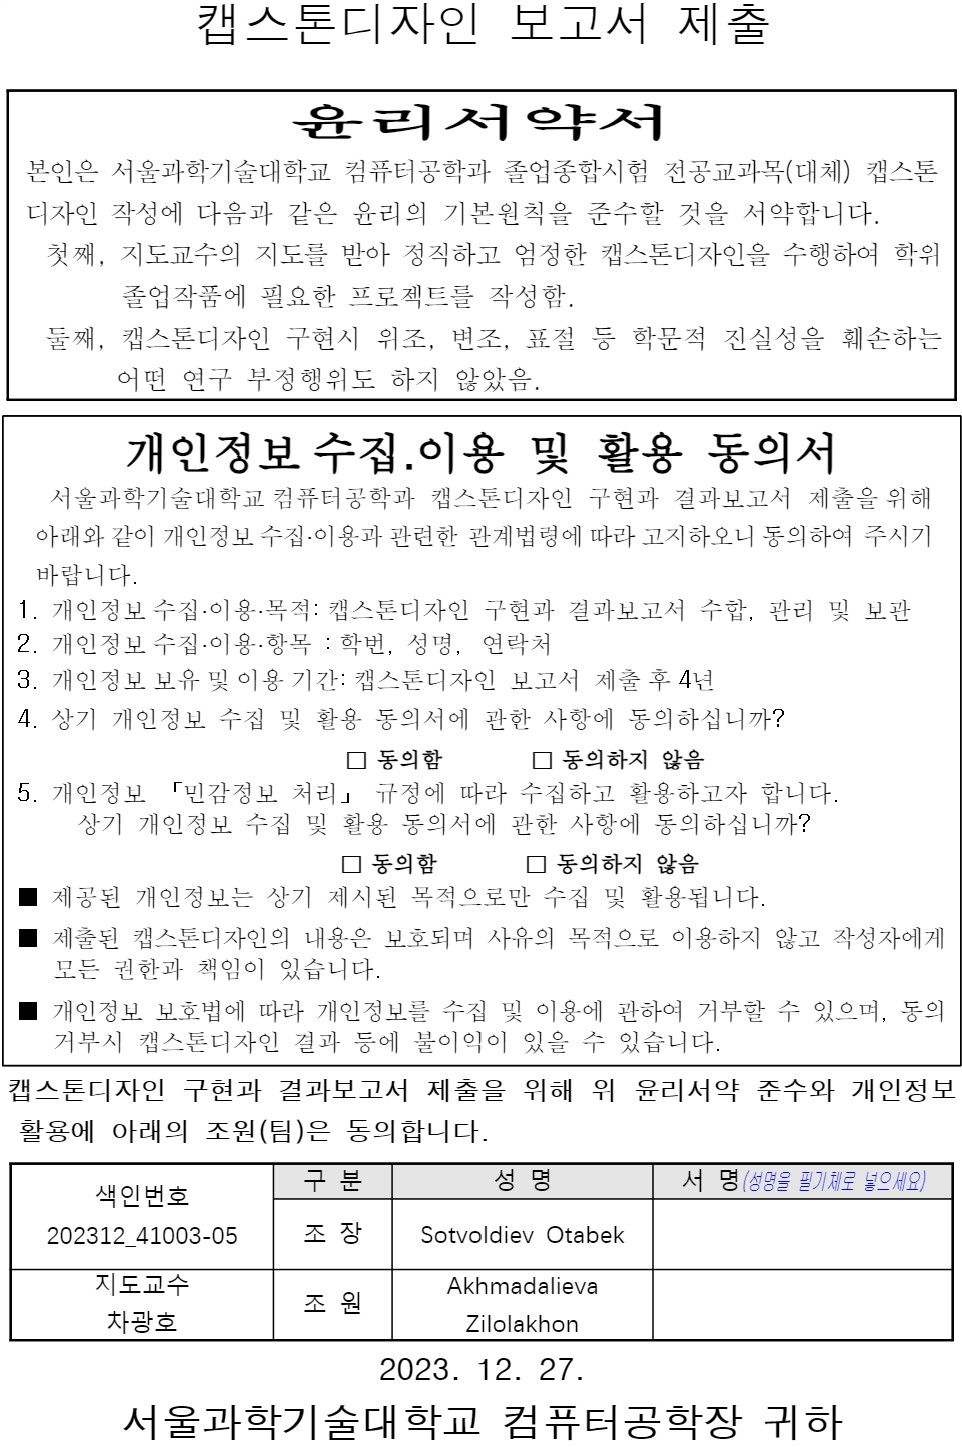 캡스톤디자인 보고서 제출
윤리서약서
본인은 서울과학기술대학교 컴퓨터공학과 졸업종합시험 전공교과목(대체) 캡스톤
디자인 작성에 다음과 같은 윤리의 기본원칙을 준수할 것을 서약합니다.
첫째, 지도교수의 지도를 받아 정직하고 엄정한 캡스톤디자인을 수행하여 학위
졸업작품에 필요한 프로젝트를 작성함.
둘째, 캡스톤디자인 구현시 위조, 변조, 표절 등 학문적 진실성을 훼손하는
어떤 연구 부정행위도 하지 않았음.
개인정보 수집.이용 및 활용 동의서
서울과학기술대학교 컴퓨터공학과 캡스톤디자인 구현과 결과보고서 제출을 위해
아래와 같이 개인정보 수집·이용과 관련한 관계법령에 따라 고지하오니 동의하여 주시기
바랍니다.
1. 개인정보 수집·이용·목적: 캡스톤디자인 구현과 결과보고서 수합, 관리 및 보관
2. 개인정보 수집·이용·항목 : 학번, 성명, 연락처
3. 개인정보 보유 및 이용 기간: 캡스톤디자인 보고서 제출 후 4년
4. 상기 개인정보 수집 및 활용 동의서에 관한 사항에 동의하십니까?
□ 동의함 □ 동의하지 않음
5. 개인정보 「민감정보 처리」 규정에 따라 수집하고 활용하고자 합니다.
상기 개인정보 수집 및 활용 동의서에 관한 사항에 동의하십니까?
□ 동의함 □ 동의하지 않음
■ 제공된 개인정보는 상기 제시된 목적으로만 수집 및 활용됩니다.
■ 제출된 캡스톤디자인의 내용은 보호되며 사유의 목적으로 이용하지 않고 작성자에게
모든 권한과 책임이 있습니다.
■ 개인정보 보호법에 따라 개인정보를 수집 및 이용에 관하여 거부할 수 있으며, 동의
거부시 캡스톤디자인 결과 등에 불이익이 있을 수 있습니다.
캡스톤디자인 구현과 결과보고서 제출을 위해 위 윤리서약 준수와 개인정보
활용에 아래의 조원(팀)은 동의합니다.
색인번호
202312_41003-05
구 분
성 명
서 명(성명을 필기체로 넣으세요)
조 장
Sotvoldiev Otabek
지도교수
차광호
조 원
Akhmadalieva
Zilolakhon
2023. 12. 27.
서울과학기술대학교 컴퓨터공학장 귀하